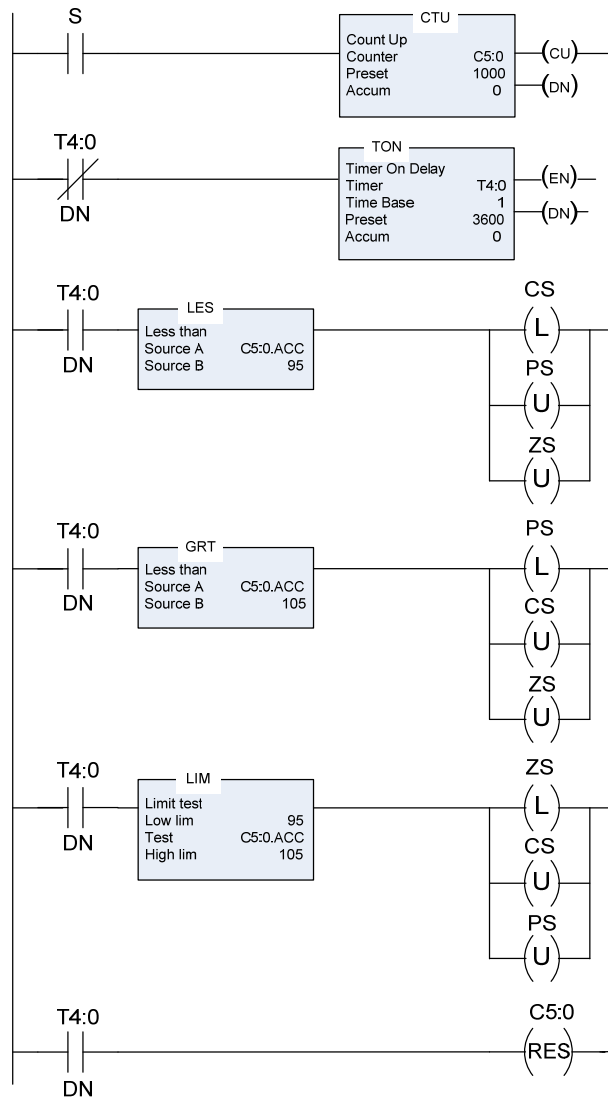 S
CTU
Count Up
Counter C5:0
Preset 1000
Accum 0
(CU)
(DN)
T4:0
DN
TON
Timer On Delay
Timer T4:0
Time Base 1
Preset 3600
Accum 0
(EN)
(DN)
T4:0
DN
LES
Less than
Source A C5:0.ACC
Source B 95
CS
(L)
PS
(U)
ZS
(U)
T4:0
DN
GRT
Less than
Source A C5:0.ACC
Source B 105
PS
(L)
CS
(U)
ZS
(U)
T4:0
DN
LIM
Limit test
Low lim 95
Test C5:0.ACC
High lim 105
ZS
(L)
CS
(U)
PS
(U)
T4:0
DN
C5:0
(RES)